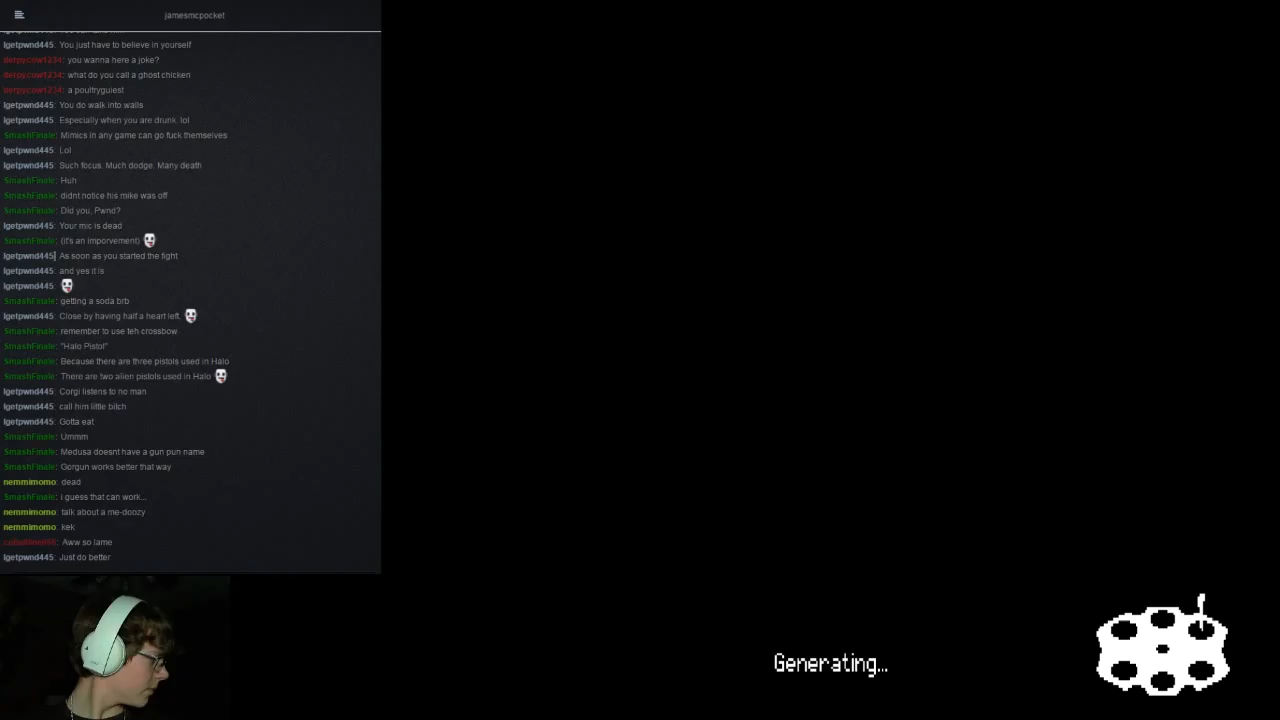 jamesmcpocket
Igetpwnd445: You just have to believe in yourself
derpycow1234: you wanna here a joke?
derpycow1234: what do you call a ghost chicken
derpycow1234: a poultryguiest
Igetpwnd445: You do walk into walls
Igetpwnd445: Especially when you are drunk. lol
SmashFinale: Mimics in any game can go fuck themselves
Igetpwnd445: Lol
Igetpwnd445: Such focus. Much dodge. Many death
SmashFinale: Huh
SmashFinale: didnt notice his mike was off
SmashFinale: Did you, Pwnd?
Igetpwnd445: Your mic is dead
SmashFinale: (it's an imporvement)
Igetpwnd445: As soon as you started the fight
Igetpwnd445: and yes it is
Igetpwnd445:
SmashFinale: getting a soda brb
Igetpwnd445: Close by having half a heart left.
SmashFinale: remember to use teh crossbow
SmashFinale: "Halo Pistol"
SmashFinale: Because there are three pistols used in Halo
SmashFinale: There are two alien pistols used in Halo
Igetpwnd445: Corgi listens to no man
Igetpwnd445: call him little bitch
Igetpwnd445: Gotta eat
SmashFinale: Ummm
SmashFinale: Medusa doesnt have a gun pun name
SmashFinale: Gorgun works better that way
nemmimomo: dead
SmashFinale: i guess that can work...
nemmimomo: talk about a me-doozy
nemmimomo: kek
Aww so lame
Igetpwnd445: Just do better
Generating...